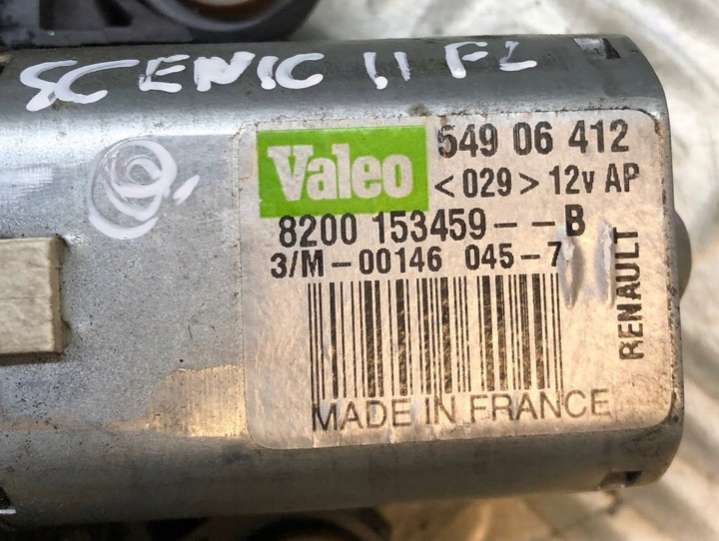 SCENIC II FL
Valeo
549 06 412
<029> 12v AP
8200 153459--B
3/M-00146 045-7
RENAULT
MADE IN FRANCE